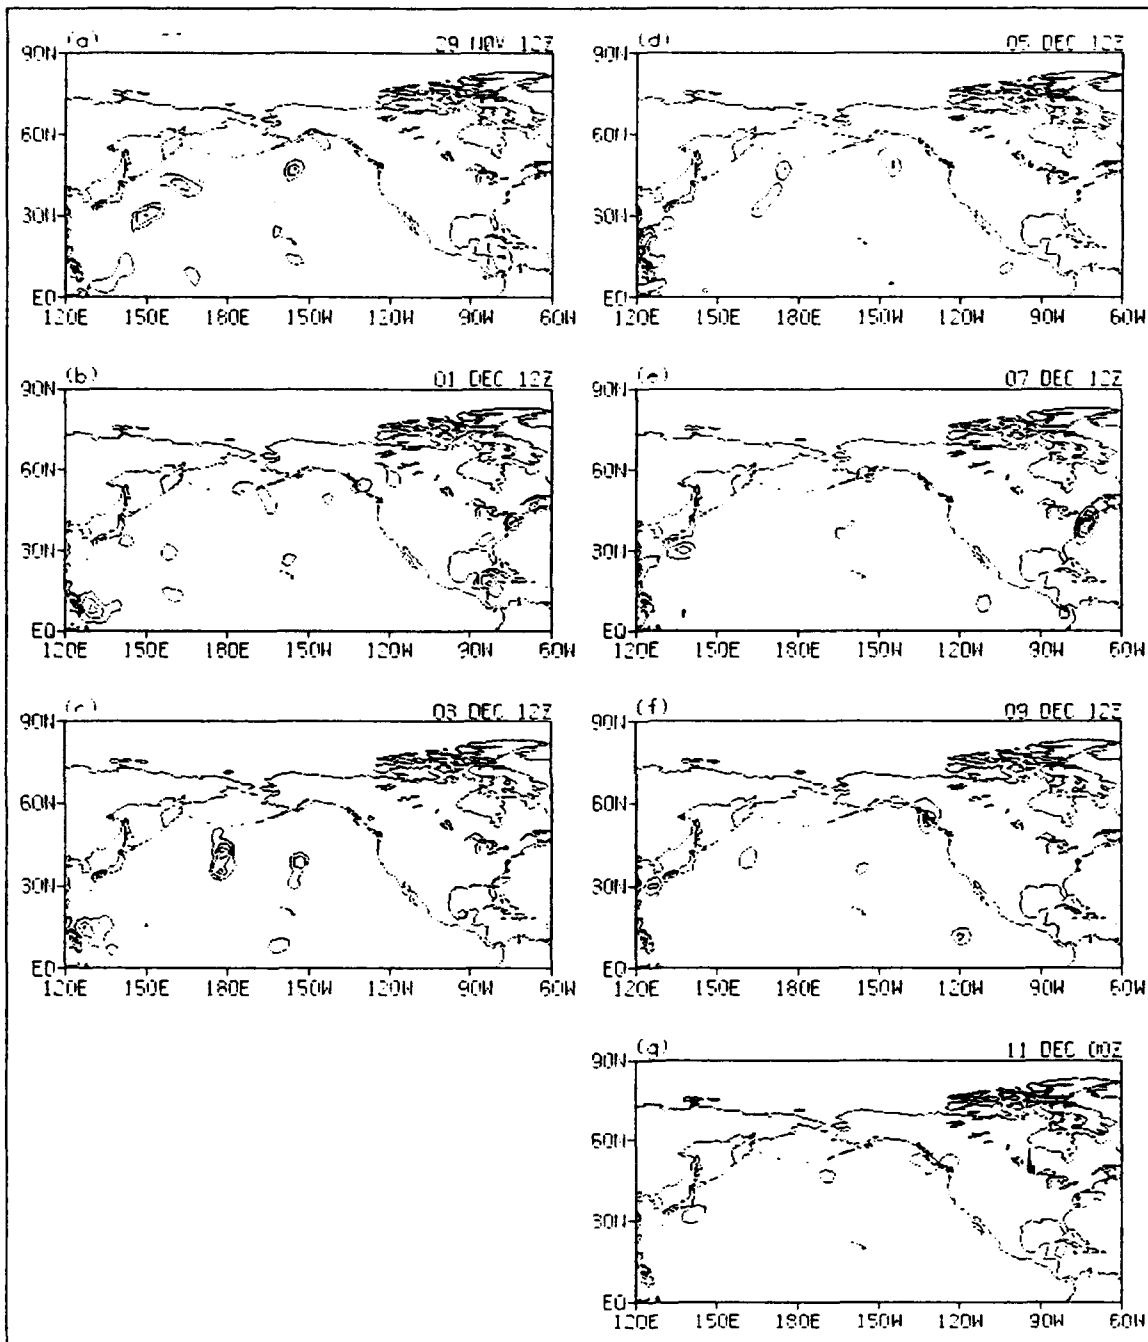 (a) 29 NOV 12Z
90N
60N
30N
EQ
120E 150E 180E 150W 120W 90W 60W
(b) 01 DEC 12Z
90N
60N
30N
EQ
120E 150E 180E 150W 120W 90W 60W
(c) 03 DEC 12Z
90N
60N
30N
EQ
120E 150E 180E 150W 120W 90W 60W
(d) 05 DEC 12Z
90N
60N
30N
EQ
120E 150E 180E 150W 120W 90W 60W
(e) 07 DEC 12Z
90N
60N
30N
EQ
120E 150E 180E 150W 120W 90W 60W
(f) 09 DEC 12Z
90N
60N
30N
EQ
120E 150E 180E 150W 120W 90W 60W
(g) 11 DEC 00Z
90N
60N
30N
EQ
120E 150E 180E 150W 120W 90W 60W